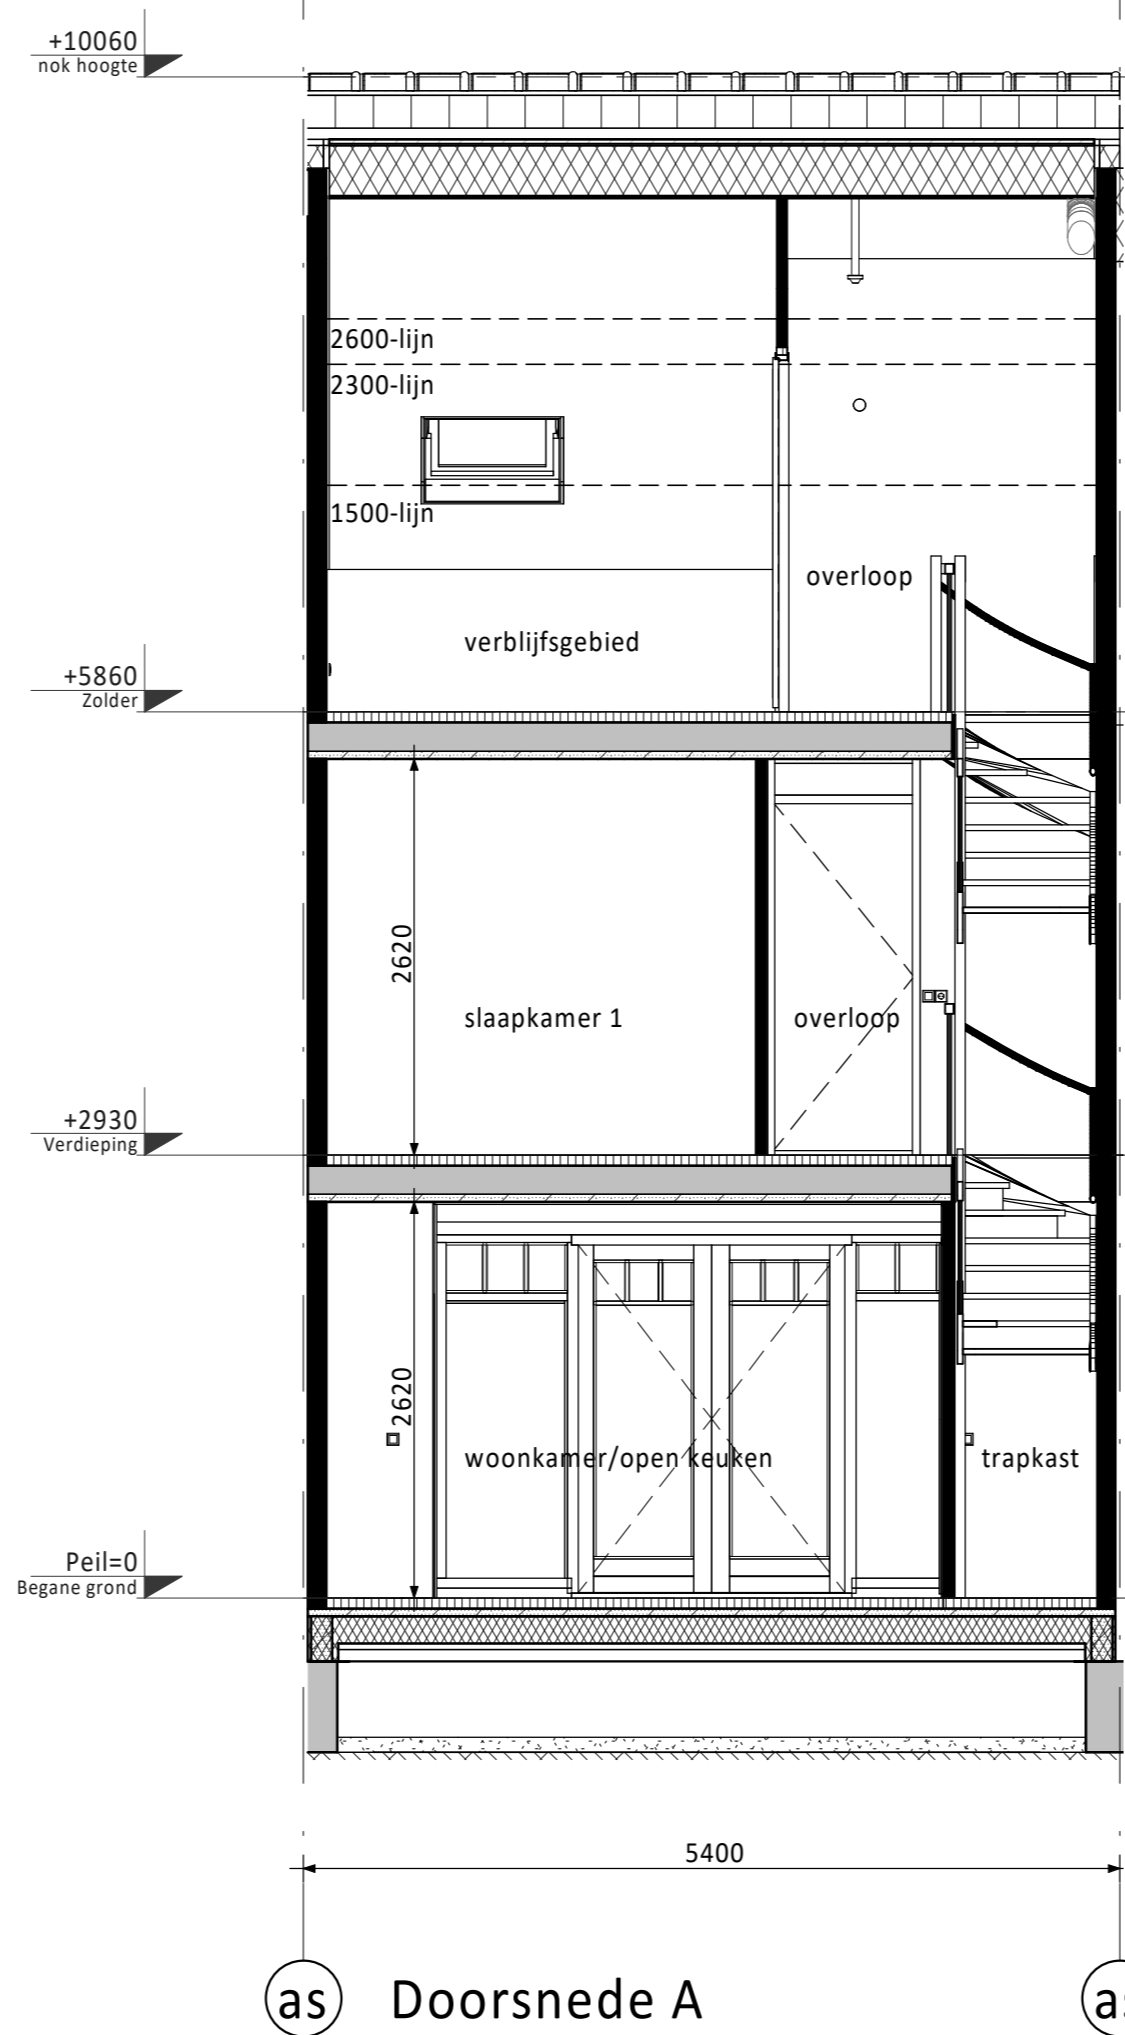 +10060
nok hoogte
2600-lijn
2300-lijn
1500-lijn
overloop
verblijfsgebied
+5860
Zolder
2620
slaapkamer 1
overloop
+2930
Verdieping
2620
woonkamer/open keuken
trapkast
Peil=0
Begane grond
5400
as
Doorsnede A
as